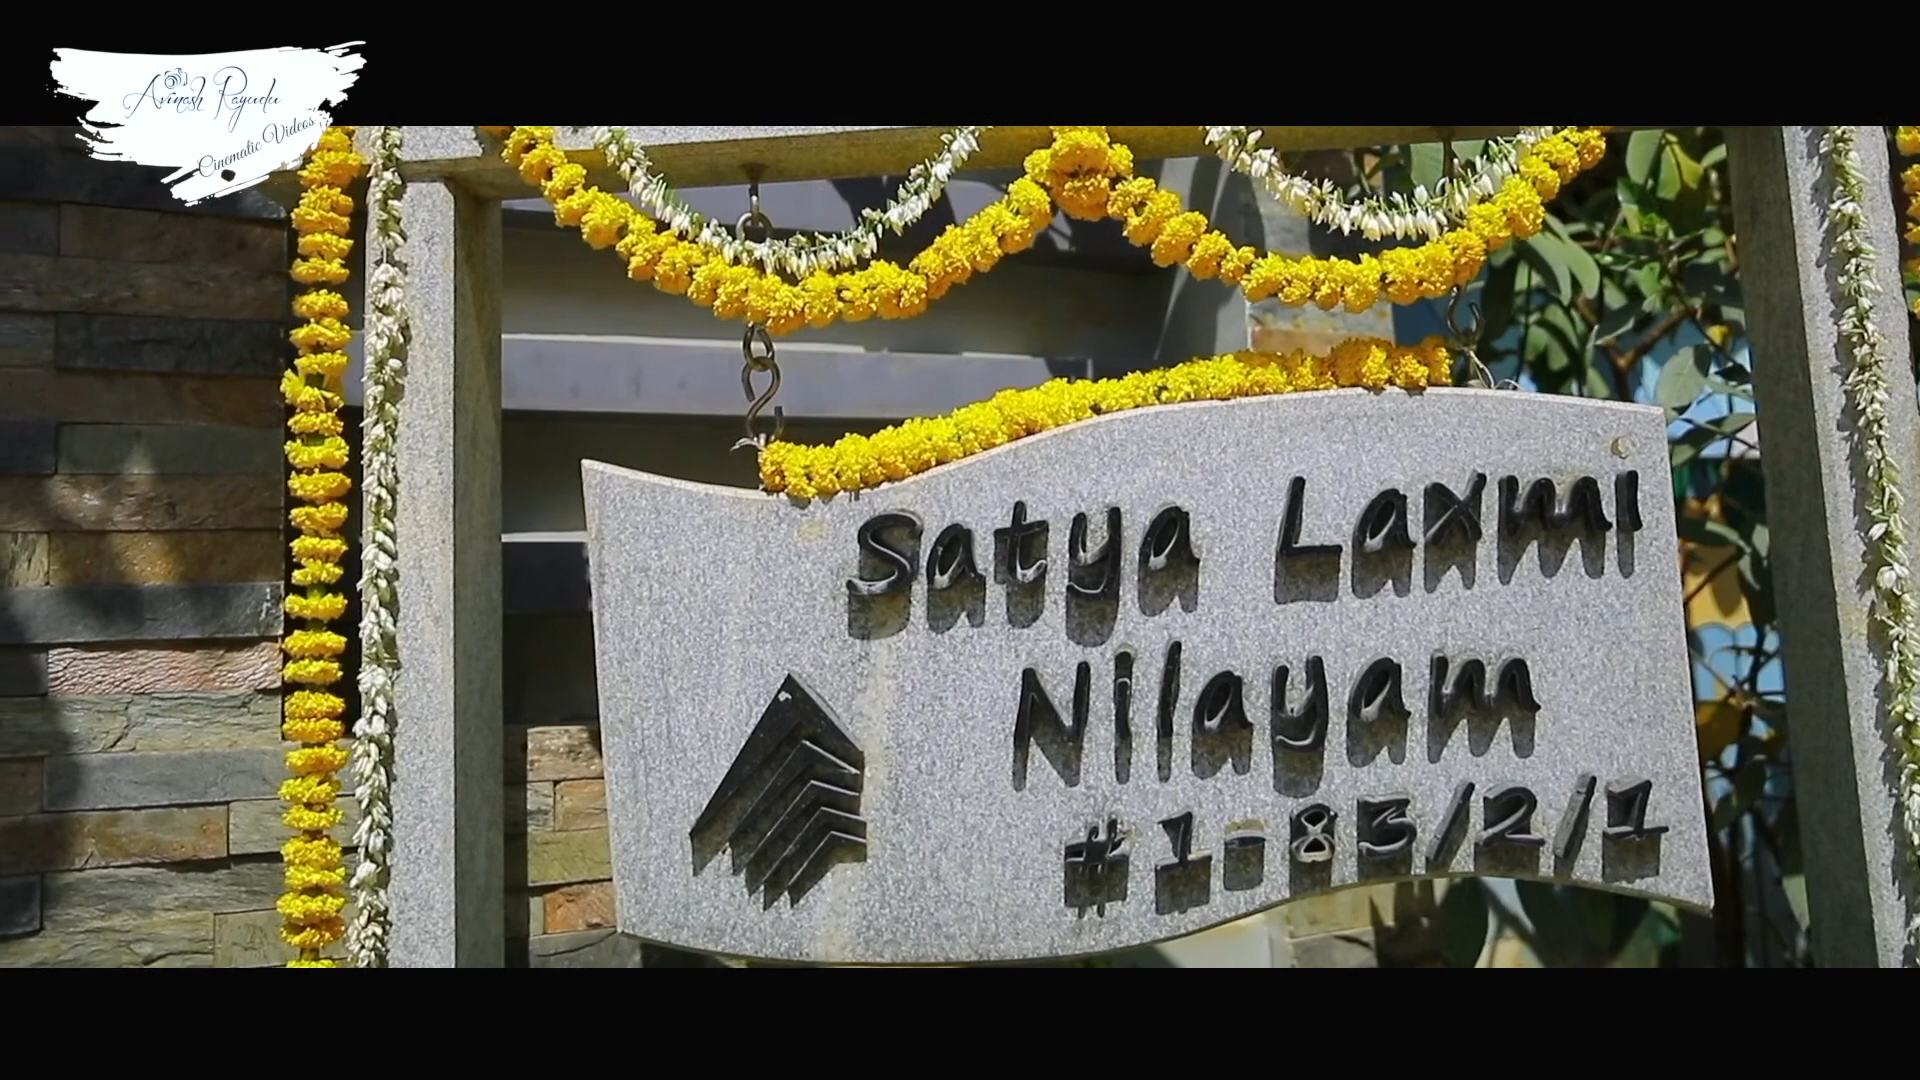 Avinash Rayudu
Cinematic Videos
Satya Laxmi
Nilayam
#1-83/2/1